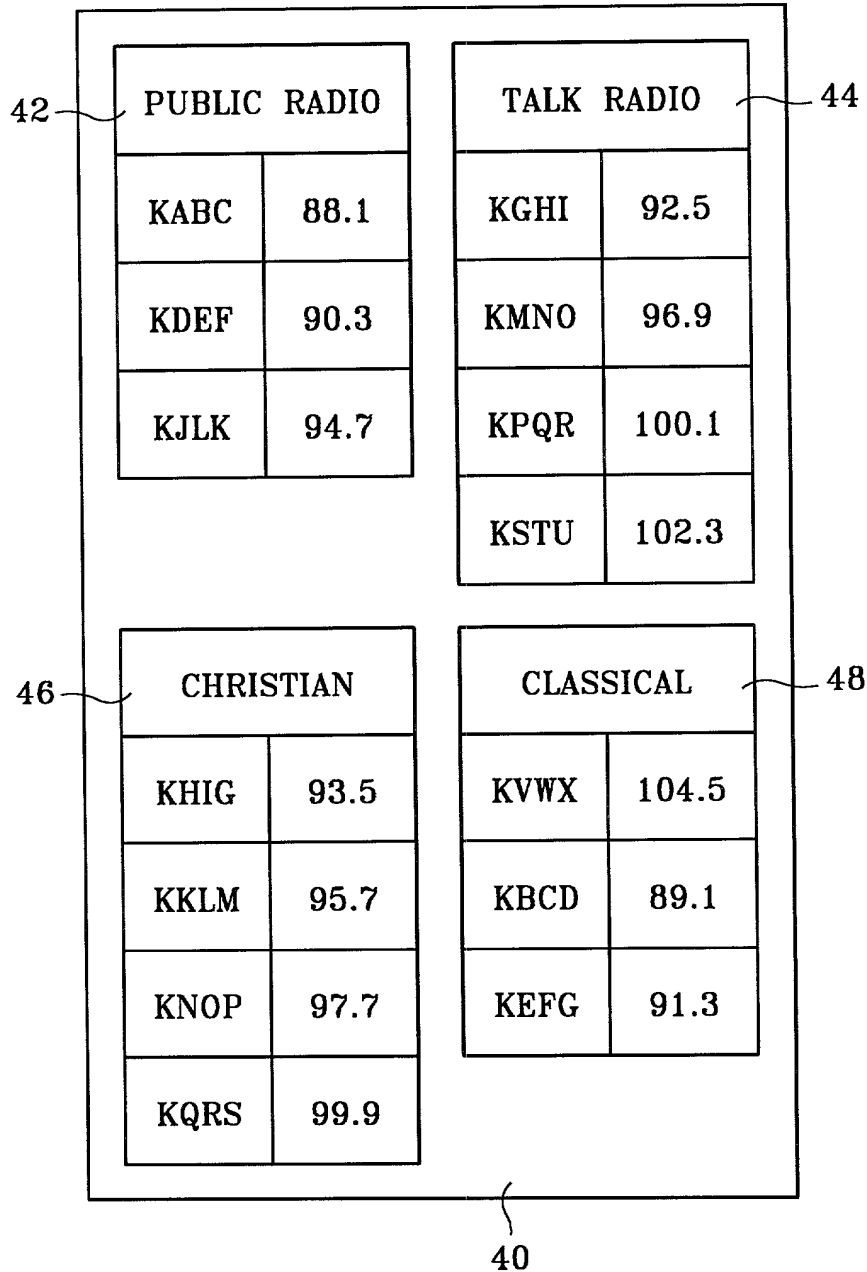 42
PUBLIC RADIO
KABC 88.1
KDEF 90.3
KJLK 94.7
TALK RADIO
44
KGHI 92.5
KMNO 96.9
KPQR 100.1
KSTU 102.3
46
CHRISTIAN
KHIG 93.5
KKLM 95.7
KNOP 97.7
KQRS 99.9
CLASSICAL
48
KVWX 104.5
KBCD 89.1
KEFG 91.3
40